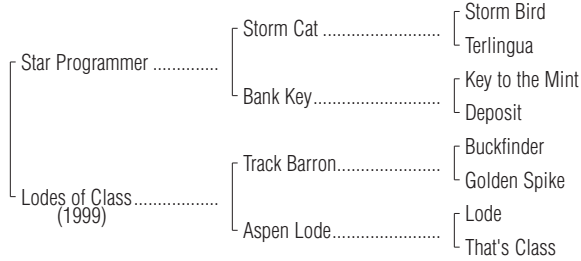 Storm Bird
Storm Cat ........................
Terlingua
Star Programmer ..............
Key to the Mint
Bank Key..........................
Deposit
Buckfinder
Track Barron.....................
Golden Spike
Lodes of Class..................
(1999)
Lode
Aspen Lode......................
That's Class